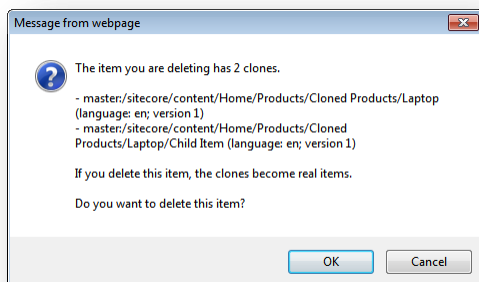 Message from webpage
The item you are deleting has 2 clones.
- master:/sitecore/content/Home/Products/Cloned Products/Laptop
(language: en; version 1)
- master:/sitecore/content/Home/Products/Cloned
Products/Laptop/Child Item (language: en; version 1)
If you delete this item, the clones become real items.
Do you want to delete this item?
OK
Cancel